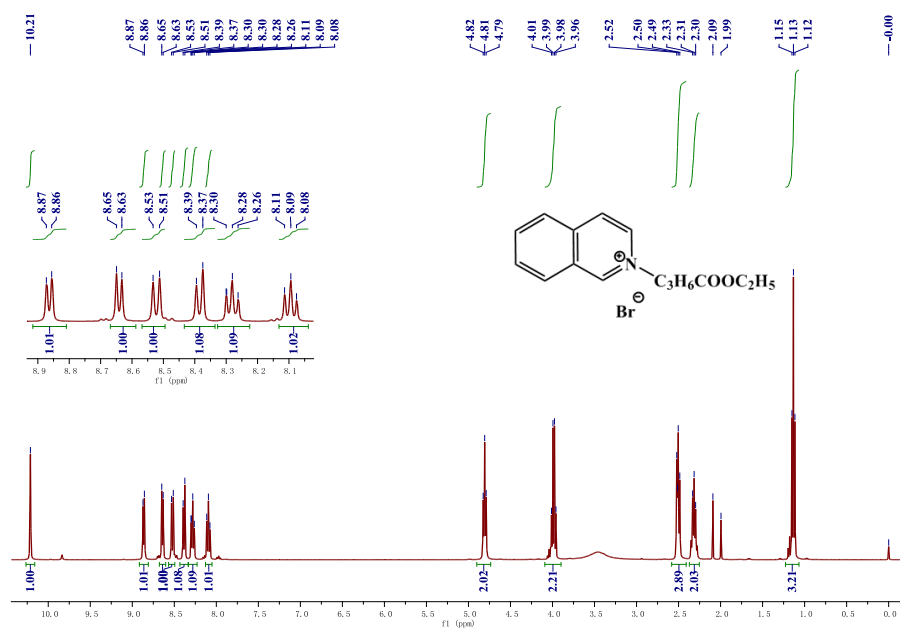 10.21 8.87 8.86 8.65 8.63 8.53 8.51 8.39 8.37 8.30 8.30 8.28 8.26 8.11 8.09 8.08 4.82 4.81 4.79 4.01 3.99 3.98 3.96 2.52 2.50 2.49 2.33 2.31 2.30 2.09 1.99 1.15 1.13 1.12 -0.00
8.87 8.86 8.65 8.63 8.53 8.51 8.39 8.37 8.30 8.28 8.26 8.11 8.09 8.08
N
+
C3H6COOC2H5
Br
⊖
1.01 1.00 1.00 1.08 1.09 1.02
8.9 8.8 8.7 8.6 8.5 8.4 8.3 8.2 8.1
f1 (ppm)
1.00 1.01 1.00 1.00 1.08 1.09 1.01 2.02 2.21 2.89 2.03 3.21
10.0 9.5 9.0 8.5 8.0 7.5 7.0 6.5 6.0 5.5 5.0 4.5 4.0 3.5 3.0 2.5 2.0 1.5 1.0 0.5 0.0
f1 (ppm)